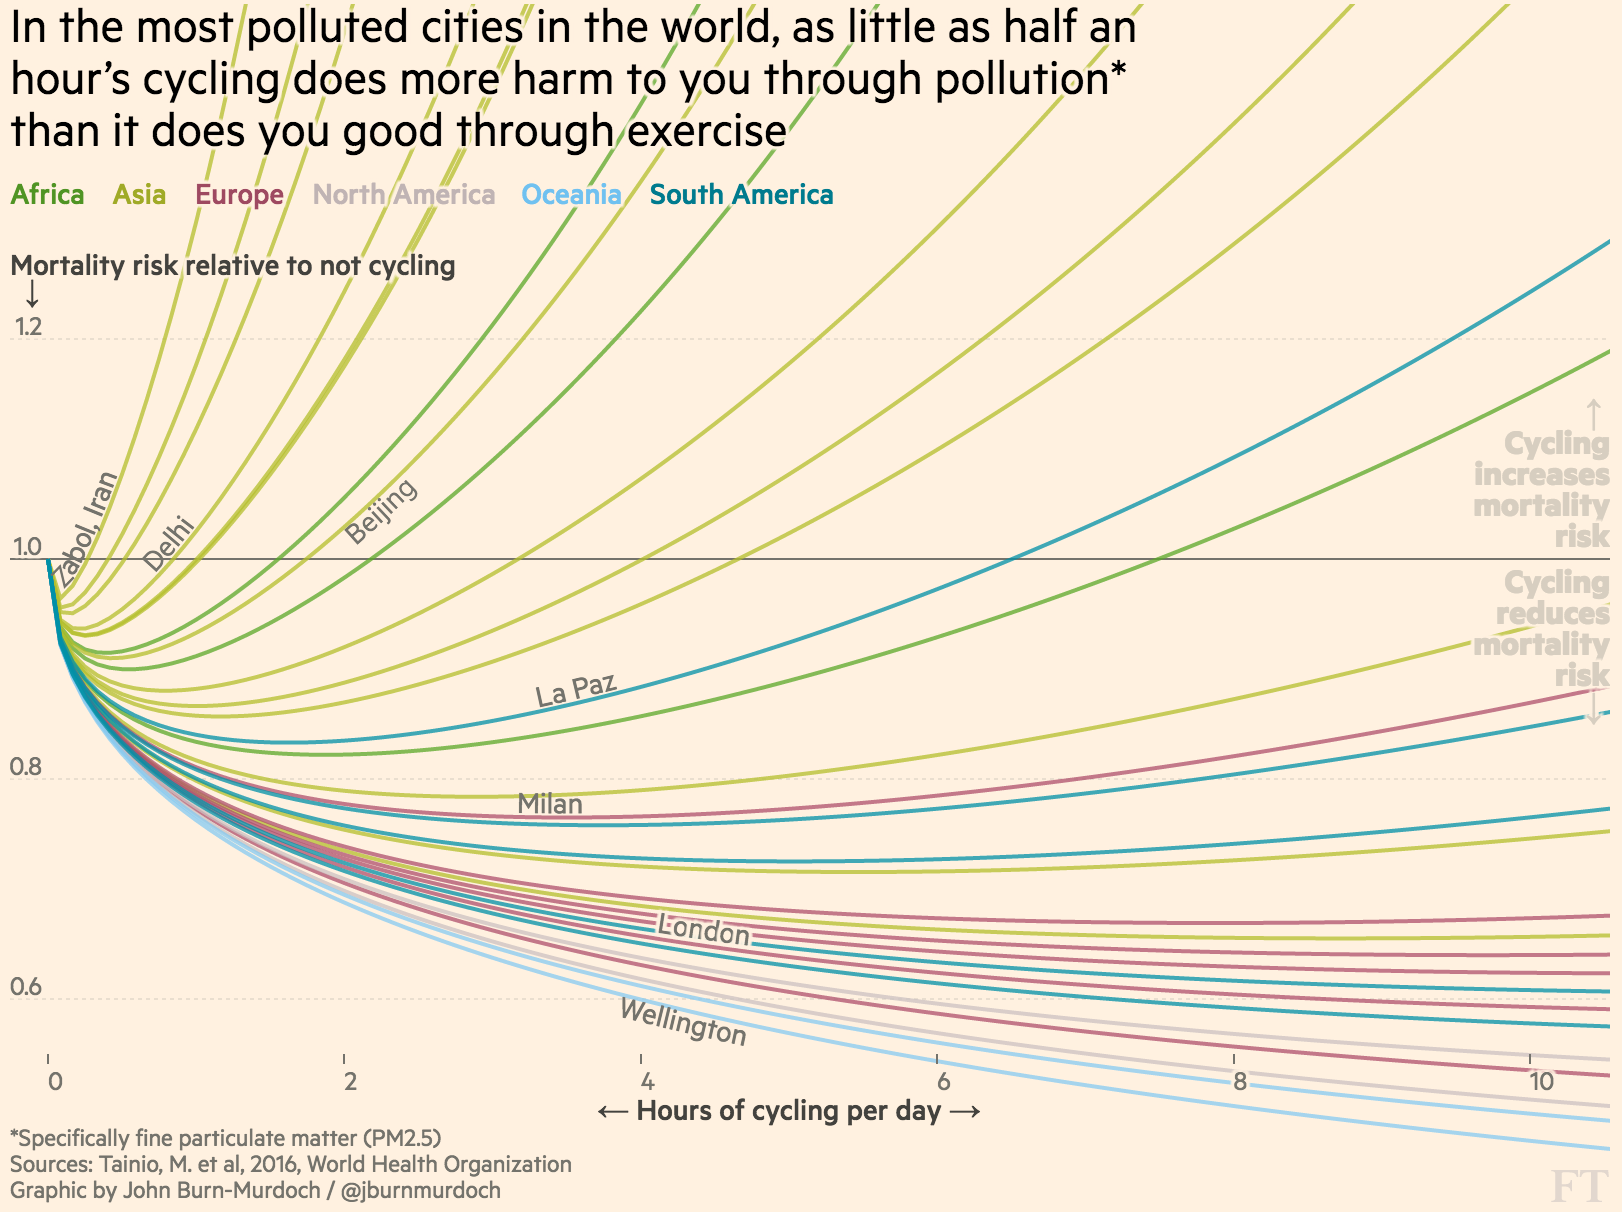 In the most polluted cities in the world, as little as half an
hour’s cycling does more harm to you through pollution*
than it does you good through exercise
Africa Asia Europe North America Oceania South America
Mortality risk relative to not cycling
↓
1.2
1.0
0.8
0.6
Zabol, Iran
Delhi
Beijing
La Paz
Milan
London
Wellington
↑
Cycling
increases
mortality
risk
Cycling
reduces
mortality
risk
↓
0 2 4 6 8 10
← Hours of cycling per day →
*Specifically fine particulate matter (PM2.5)
Sources: Tainio, M. et al, 2016, World Health Organization
Graphic by John Burn-Murdoch / @jburnmurdoch
FT